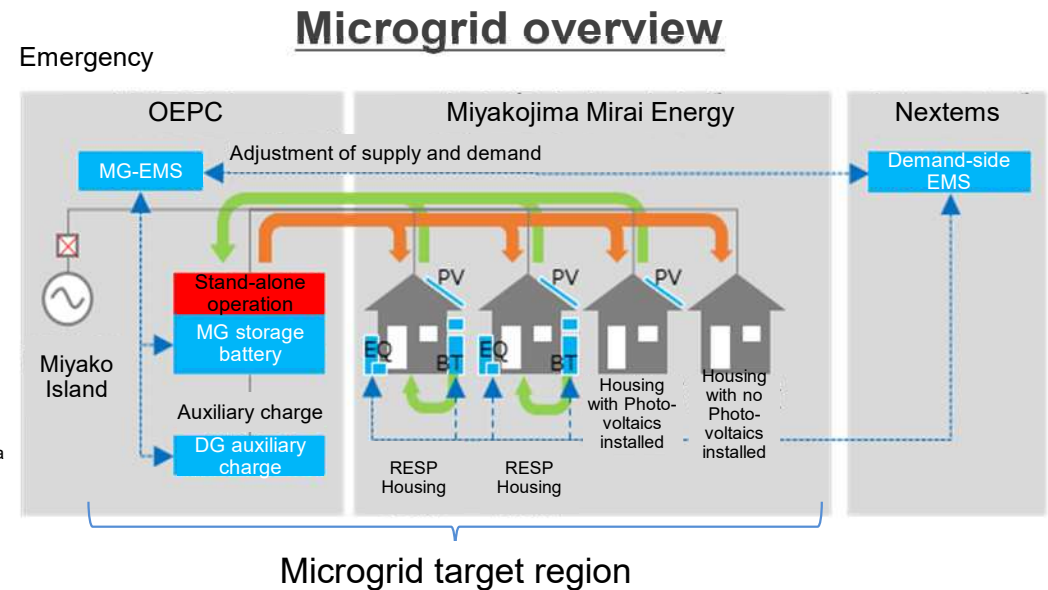 Microgrid overview
Emergency
OEPC
Miyakojima Mirai Energy
Nextems
MG-EMS
Adjustment of supply and demand
Demand-side
EMS
Stand-alone
operation
MG storage
battery
Miyako
Island
Auxiliary charge
DG auxiliary
charge
PV
PV
PV
EQ
BT
EQ
BT
Housing
with Photo-
voltaics
installed
Housing
with no
Photo-
voltaics
installed
RESP
Housing
RESP
Housing
a
Microgrid target region